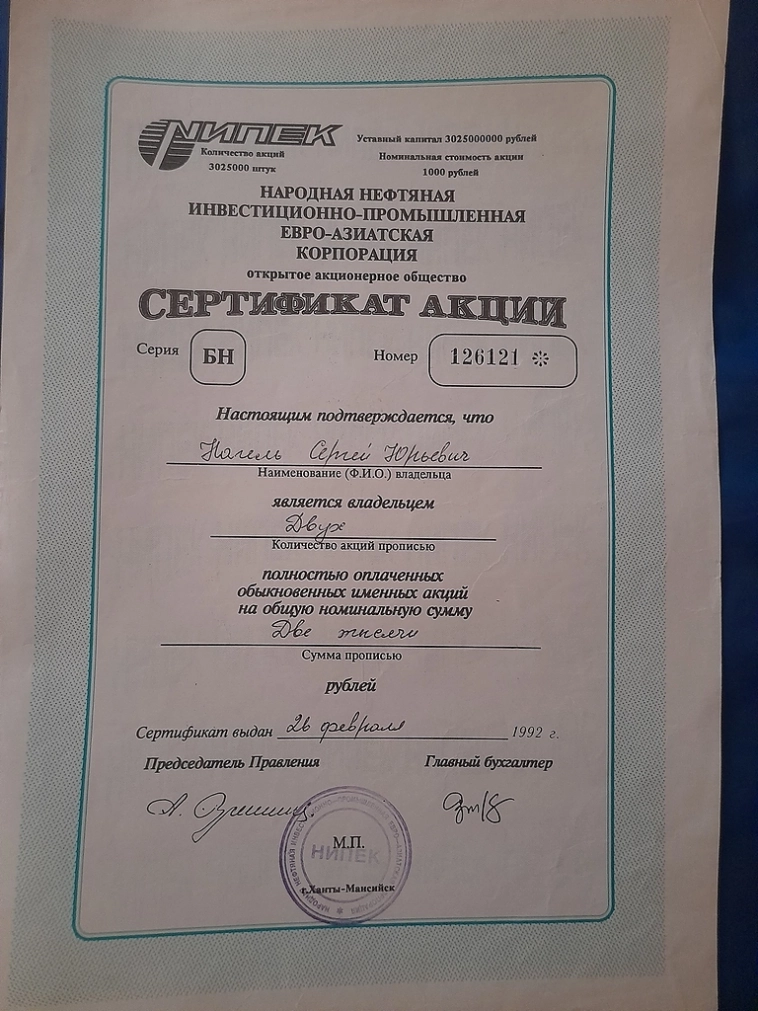 НИПЕК
Количество акций
3025000 штук
Уставный капитал 3025000000 рублей
Номинальная стоимость акции
1000 рублей
НАРОДНАЯ НЕФТЯНАЯ
ИНВЕСТИЦИОННО-ПРОМЫШЛЕННАЯ
ЕВРО-АЗИАТСКАЯ
КОРПОРАЦИЯ
открытое акционерное общество
СЕРТИФИКАТ АКЦИИ
Серия БН Номер 126121 *
Настоящим подтверждается, что
Нагель Сергей Юрьевич
Наименование (Ф.И.О.) владельца
является владельцем
Двух
Количество акций прописью
полностью оплаченных
обыкновенных именных акций
на общую номинальную сумму
Две тысячи
Сумма прописью
рублей
Сертификат выдан 26 февраля 1992 г.
Председатель Правления Главный бухгалтер
М.П.
НИПЕК
г.Ханты-Мансийск